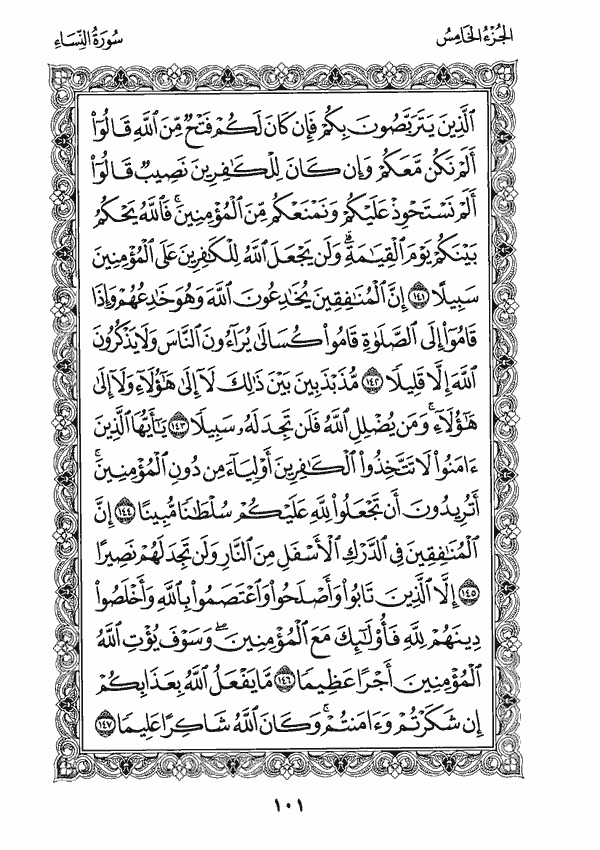 الجُزْءُ الخَامِسُ
سُورَةُ النِّسَاءِ
ٱلَّذِينَ يَتَرَبَّصُونَ بِكُمْ فَإِن كَانَ لَكُمْ فَتْحٌ مِّنَ ٱللَّهِ قَالُوٓا۟
أَلَمْ نَكُن مَّعَكُمْ وَإِن كَانَ لِلْكَٰفِرِينَ نَصِيبٌ قَالُوٓا۟
أَلَمْ نَسْتَحْوِذْ عَلَيْكُمْ وَنَمْنَعْكُم مِّنَ ٱلْمُؤْمِنِينَ ۚ فَٱللَّهُ يَحْكُمُ
بَيْنَكُمْ يَوْمَ ٱلْقِيَٰمَةِ ۗ وَلَن يَجْعَلَ ٱللَّهُ لِلْكَٰفِرِينَ عَلَى ٱلْمُؤْمِنِينَ
سَبِيلًا ١٤١ إِنَّ ٱلْمُنَٰفِقِينَ يُخَٰدِعُونَ ٱللَّهَ وَهُوَ خَٰدِعُهُمْ وَإِذَا
قَامُوٓا۟ إِلَى ٱلصَّلَوٰةِ قَامُوا۟ كُسَالَىٰ يُرَآءُونَ ٱلنَّاسَ وَلَا يَذْكُرُونَ
ٱللَّهَ إِلَّا قَلِيلًا ١٤٢ مُّذَبْذَبِينَ بَيْنَ ذَٰلِكَ لَآ إِلَىٰ هَٰٓؤُلَآءِ وَلَآ إِلَىٰ
هَٰٓؤُلَآءِ ۚ وَمَن يُضْلِلِ ٱللَّهُ فَلَن تَجِدَ لَهُۥ سَبِيلًا ١٤٣ يَٰٓأَيُّهَا ٱلَّذِينَ
ءَامَنُوا۟ لَا تَتَّخِذُوا۟ ٱلْكَٰفِرِينَ أَوْلِيَآءَ مِن دُونِ ٱلْمُؤْمِنِينَ ۚ
أَتُرِيدُونَ أَن تَجْعَلُوا۟ لِلَّهِ عَلَيْكُمْ سُلْطَٰنًا مُّبِينًا ١٤٤ إِنَّ
ٱلْمُنَٰفِقِينَ فِى ٱلدَّرْكِ ٱلْأَسْفَلِ مِنَ ٱلنَّارِ وَلَن تَجِدَ لَهُمْ نَصِيرًا
١٤٥ إِلَّا ٱلَّذِينَ تَابُوا۟ وَأَصْلَحُوا۟ وَٱعْتَصَمُوا۟ بِٱللَّهِ وَأَخْلَصُوا۟
دِينَهُمْ لِلَّهِ فَأُو۟لَٰٓئِكَ مَعَ ٱلْمُؤْمِنِينَ ۖ وَسَوْفَ يُؤْتِ ٱللَّهُ
ٱلْمُؤْمِنِينَ أَجْرًا عَظِيمًا ١٤٦ مَّا يَفْعَلُ ٱللَّهُ بِعَذَابِكُمْ
إِن شَكَرْتُمْ وَءَامَنتُمْ ۚ وَكَانَ ٱللَّهُ شَاكِرًا عَلِيمًا ١٤٧
١٠١